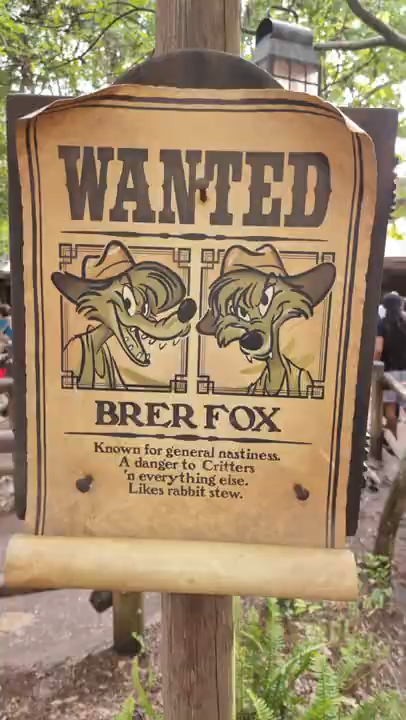 WANTED
BRER FOX
Known for general nastiness.
A danger to Critters
'n everything else.
Likes rabbit stew.